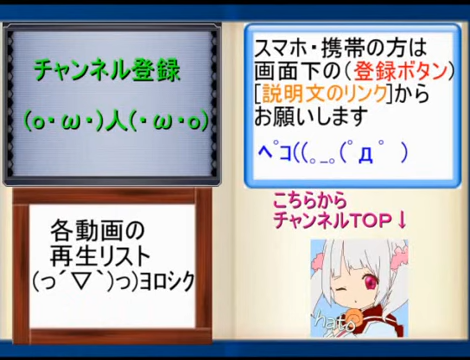 チャンネル登録
(o・ω・)人(・ω・o)
スマホ・携帯の方は
画面下の(登録ボタン)
[説明文のリンク]から
お願いします
ペコ((｡_｡(ﾟдﾟ )
各動画の
再生リスト
(っ´▽`)っ)ヨロシク
こちらから
チャンネルTOP↓
hato